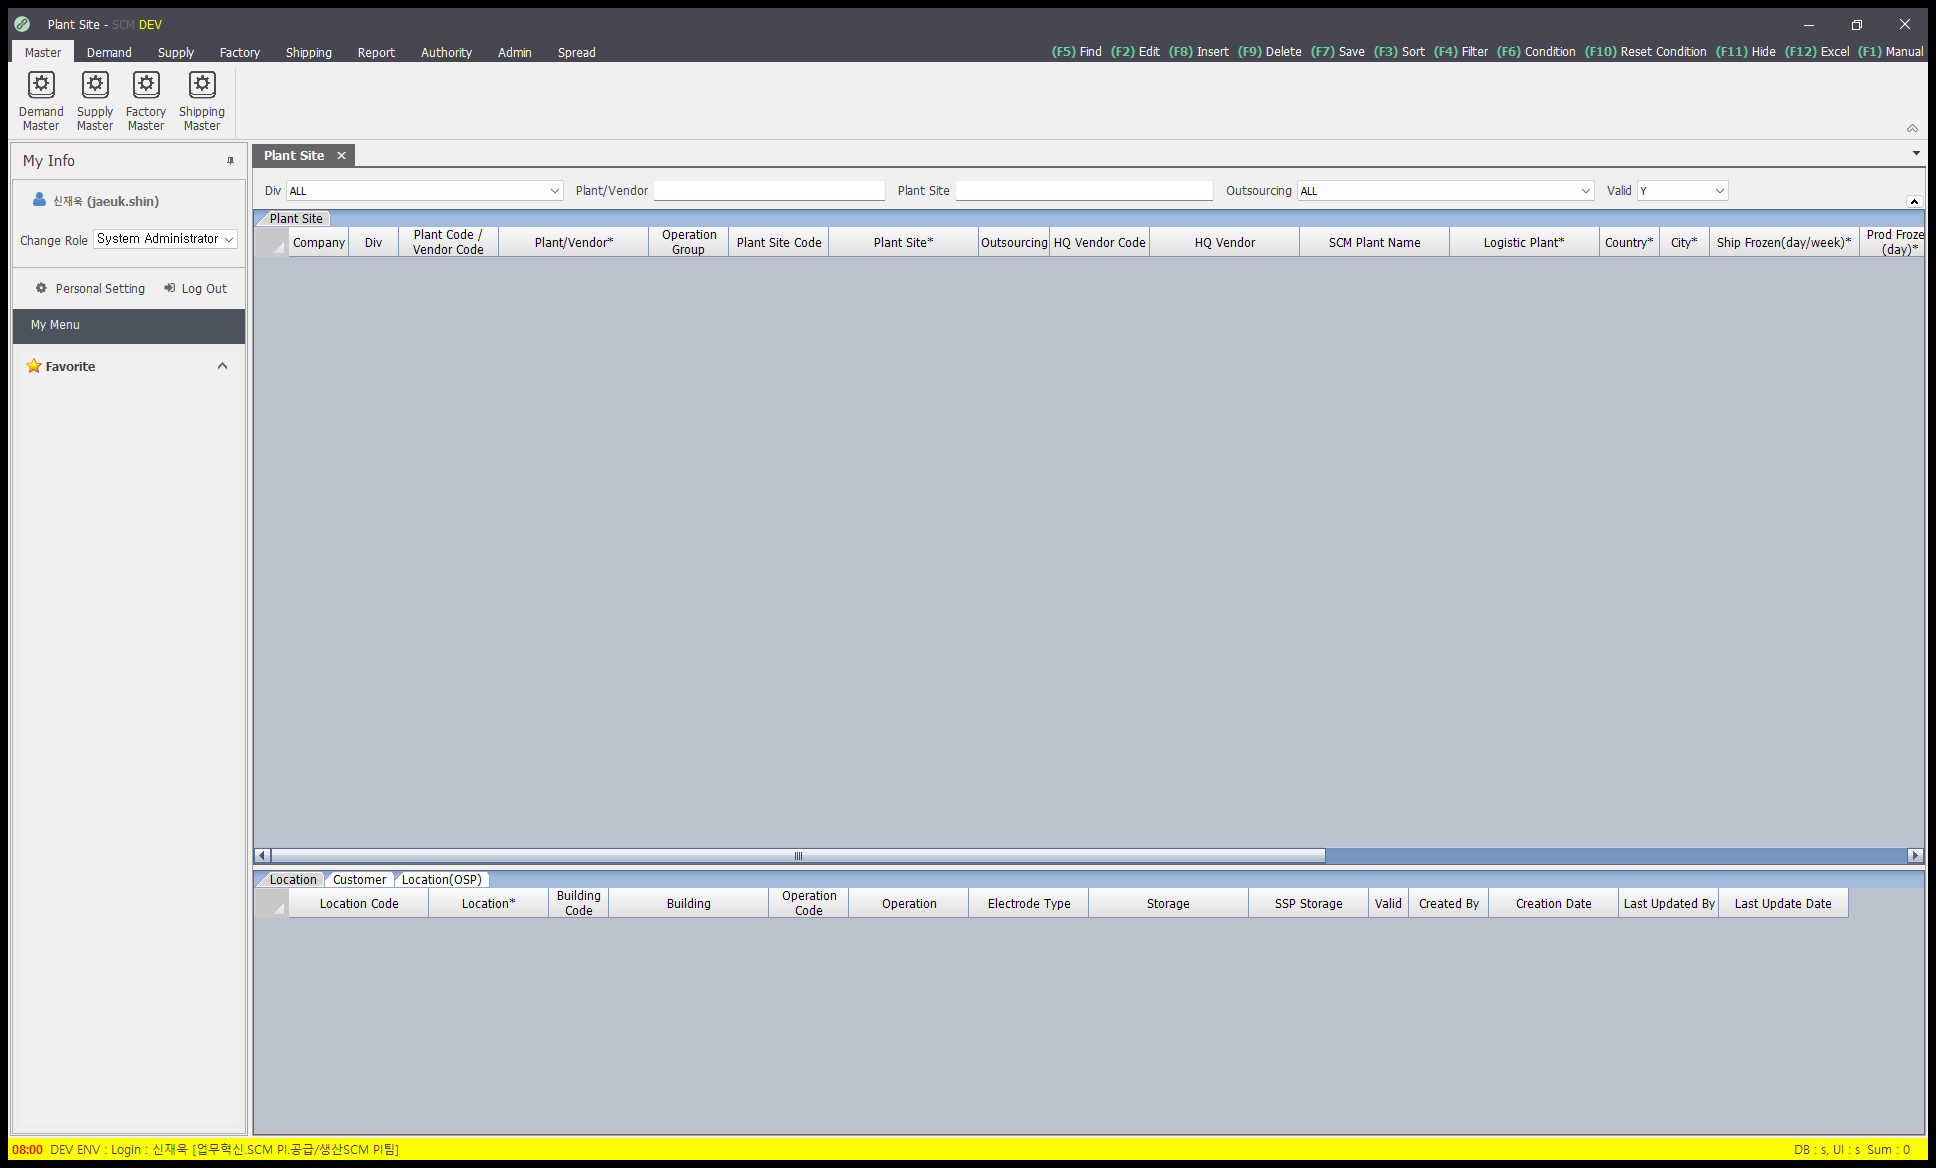 Plant Site - SCM DEV
Master Demand Supply Factory Shipping Report Authority Admin Spread
(F5) Find (F2) Edit (F8) Insert (F9) Delete (F7) Save (F3) Sort (F4) Filter (F6) Condition (F10) Reset Condition (F11) Hide (F12) Excel (F1) Manual
Demand Master
Supply Master
Factory Master
Shipping Master
My Info
신재욱 (jaeuk.shin)
Change Role System Administrator
Personal Setting Log Out
My Menu
Favorite
Plant Site
Div ALL Plant/Vendor Plant Site Outsourcing ALL Valid Y
Plant Site
Company Div Plant Code / Vendor Code Plant/Vendor* Operation Group Plant Site Code Plant Site* Outsourcing HQ Vendor Code HQ Vendor SCM Plant Name Logistic Plant* Country* City* Ship Frozen(day/week)* Prod Froze (day)*
Location Customer Location(OSP)
Location Code Location* Building Code Building Operation Code Operation Electrode Type Storage SSP Storage Valid Created By Creation Date Last Updated By Last Update Date
08:00 DEV ENV : Login : 신재욱 [업무혁신.SCM PI.공급/생산SCM PI팀]
DB : s, UI : s Sum : 0